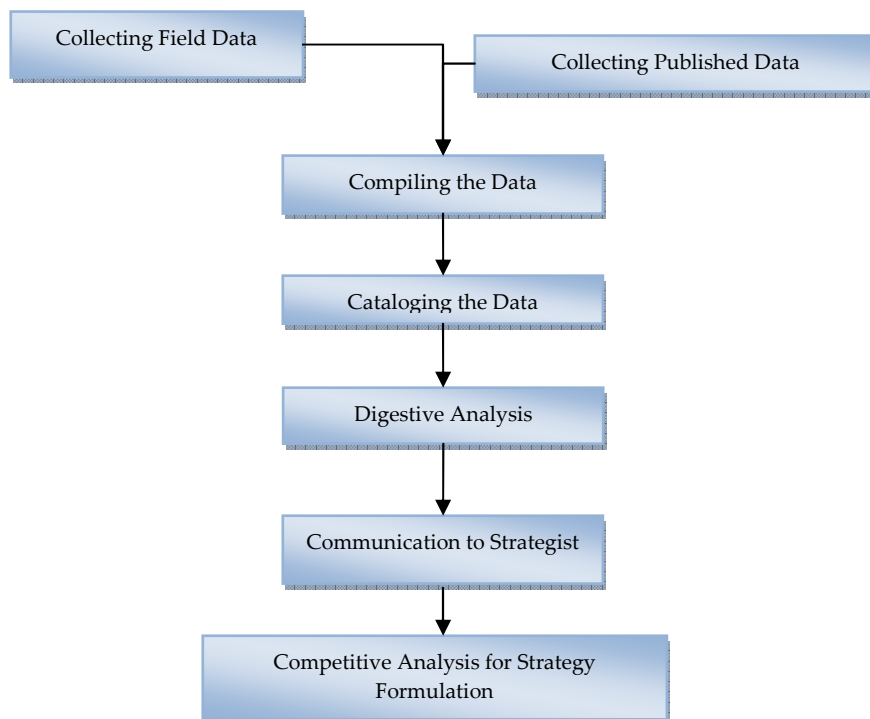 Collecting Field Data
Collecting Published Data
Compiling the Data
Cataloging the Data
Digestive Analysis
Communication to Strategist
Competitive Analysis for Strategy
Formulation